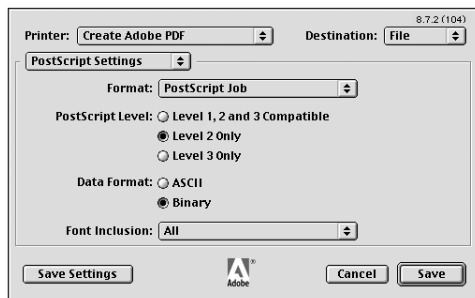 8.7.2 (104)
Printer: Create Adobe PDF Destination: File
PostScript Settings
Format: PostScript Job
PostScript Level: Level 1, 2 and 3 Compatible
Level 2 Only
Level 3 Only
Data Format: ASCII
Binary
Font Inclusion: All
Save Settings Adobe® Cancel Save